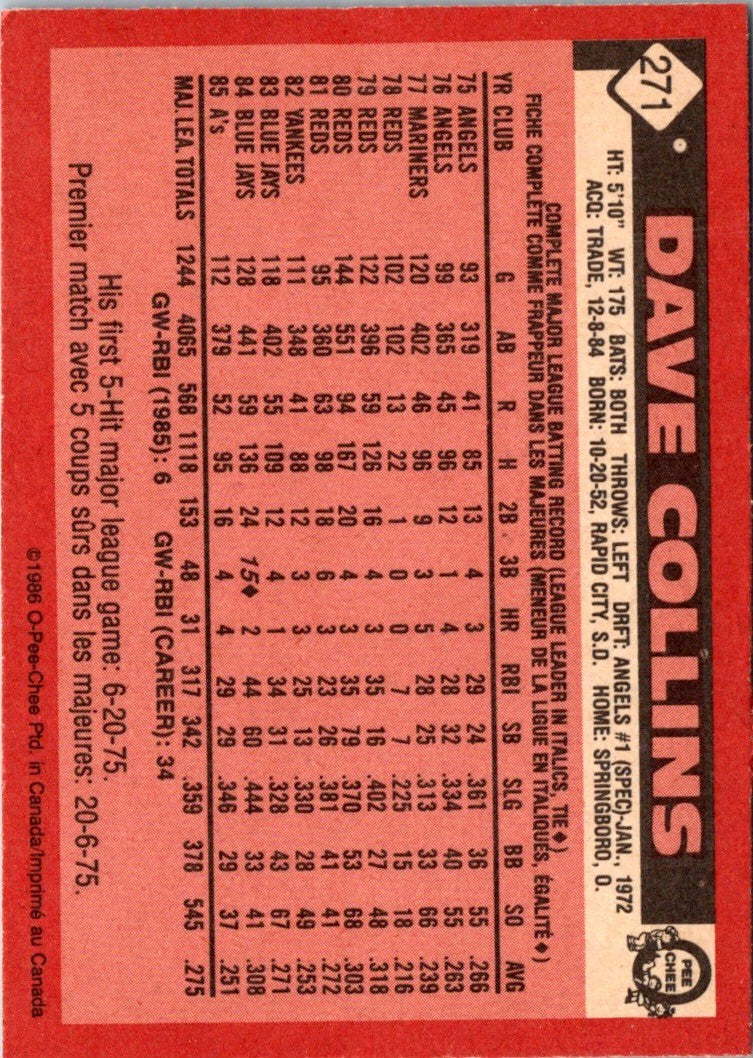 271
DAVE COLLINS
O PEE CHEE
HT: 5'10" WT: 175 BATS: BOTH THROWS: LEFT DRFT: ANGELS #1 (SPEC)-JAN., 1972
ACQ: TRADE, 12-8-84 BORN: 10-20-52, RAPID CITY, S.D. HOME: SPRINGBORO, O.
COMPLETE MAJOR LEAGUE BATTING RECORD (LEAGUE LEADER IN ITALICS, TIE♦)
FICHE COMPLÈTE COMME FRAPPEUR DANS LES MAJEURES (MENEUR DE LA LIGUE EN ITALIQUES, ÉGALITÉ♦)
YR CLUB G AB R H 2B 3B HR RBI SB SLG BB SO AVG
75 ANGELS 93 319 41 85 13 4 3 29 24 .361 36 55 .266
76 ANGELS 99 365 45 96 12 1 4 28 32 .334 40 55 .263
77 MARINERS 120 402 46 96 9 3 5 28 25 .313 33 66 .239
78 REDS 102 102 13 22 1 0 0 7 7 .225 15 18 .216
79 REDS 122 396 59 126 16 4 3 35 16 .402 27 48 .318
80 REDS 144 551 94 167 20 4 3 35 79 .370 53 68 .303
81 REDS 95 360 63 98 18 6 3 23 26 .381 41 41 .272
82 YANKEES 111 348 41 88 12 3 3 25 13 .330 28 49 .253
83 BLUE JAYS 118 402 55 109 12 4 1 34 31 .328 43 67 .271
84 BLUE JAYS 128 441 59 136 24 15♦ 2 44 60 .444 33 41 .308
85 A's 112 379 52 95 16 4 4 29 29 .346 29 37 .251
MAJ. LEA. TOTALS 1244 4065 568 1118 153 48 31 317 342 .359 378 545 .275
GW-RBI (1985): 6 GW-RBI (CAREER): 34
His first 5-Hit major league game: 6-20-75.
Premier match avec 5 coups sûrs dans les majeures: 20-6-75.
©1986 O-Pee-Chee Ptd. in Canada/Imprimé au Canada